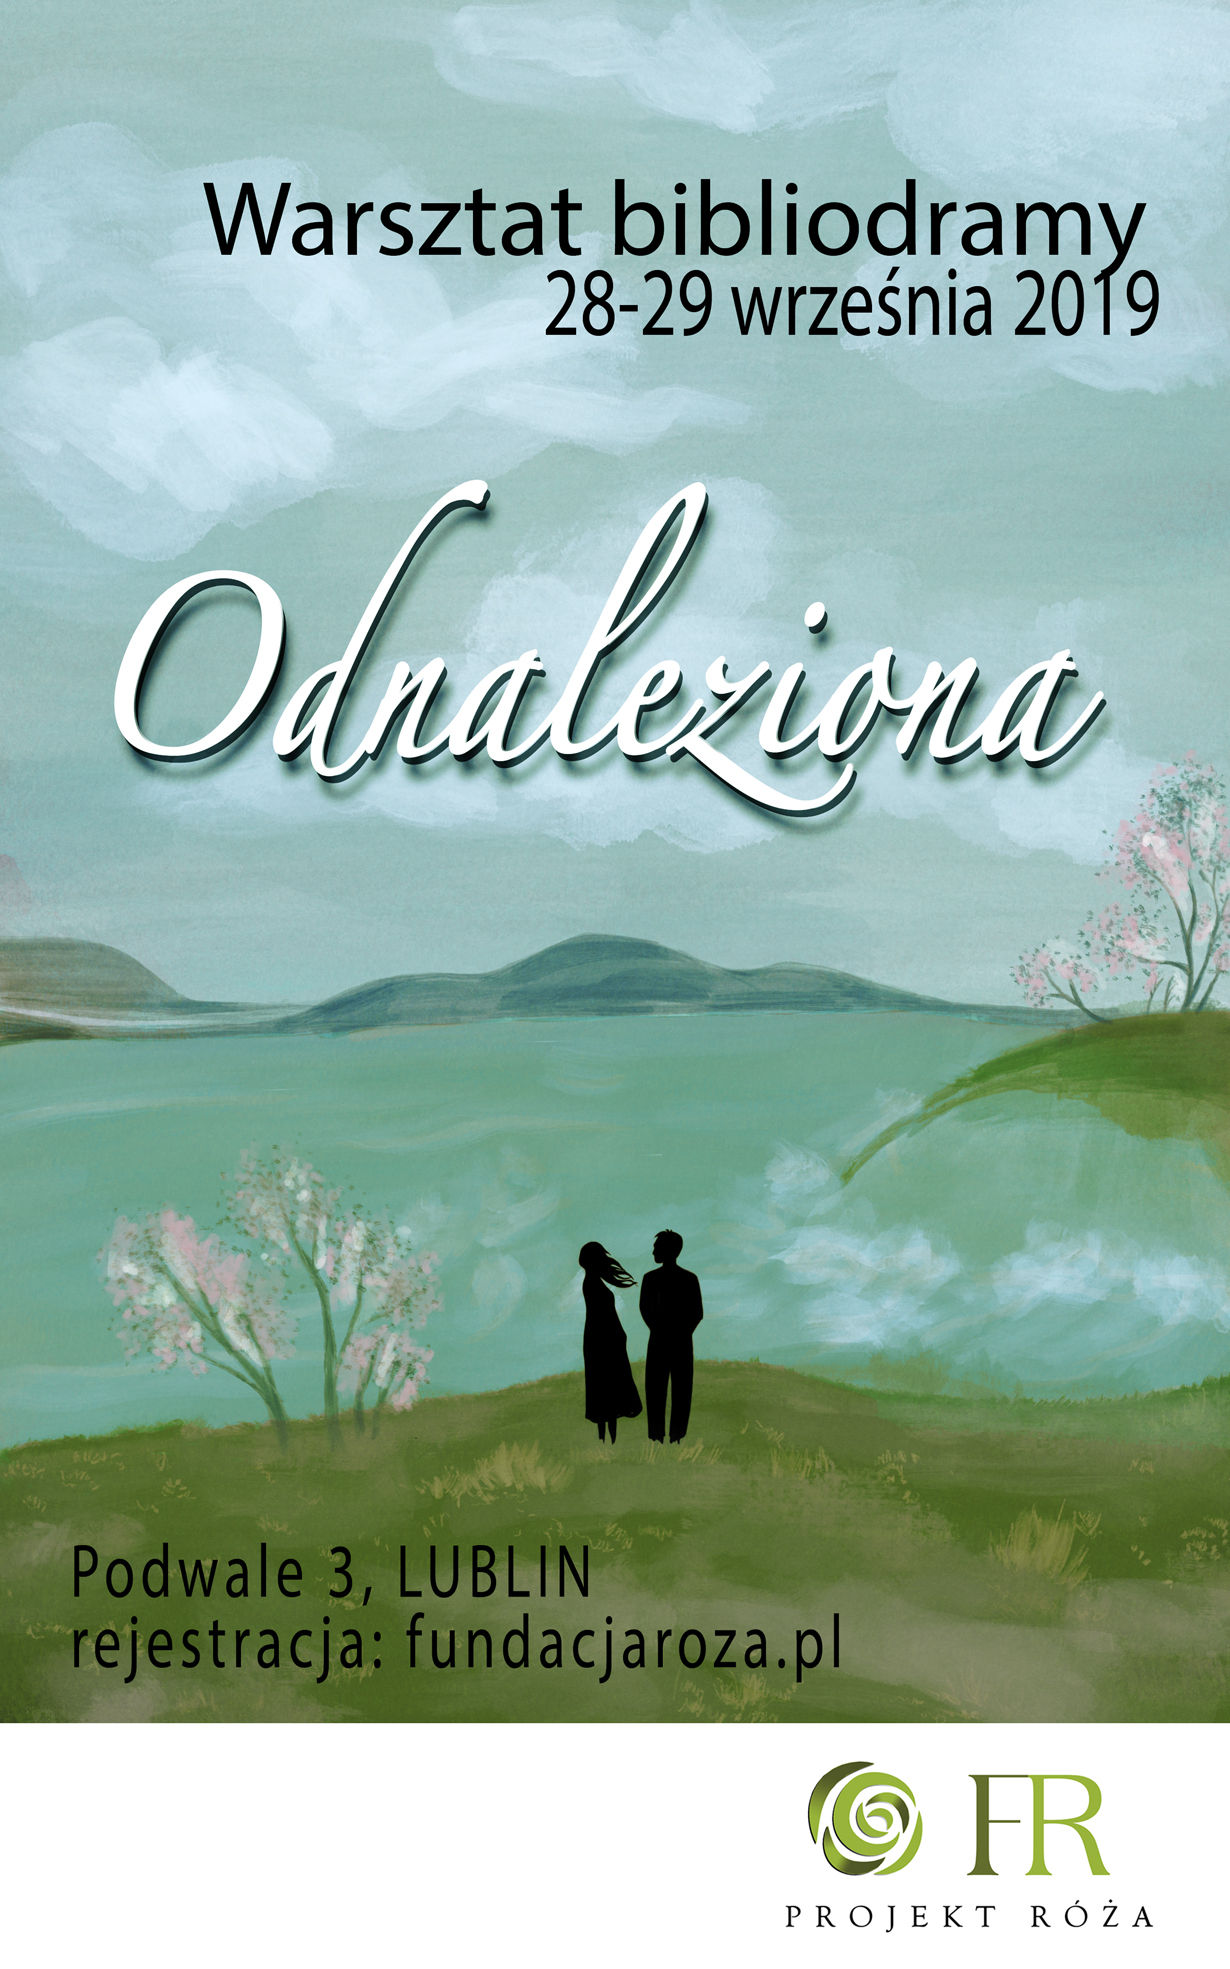 Warsztat bibliodramy
28-29 września 2019
Odnaleziona
Podwale 3, LUBLIN
rejestracja: fundacjaroza.pl
FR
PROJEKT RÓŻA